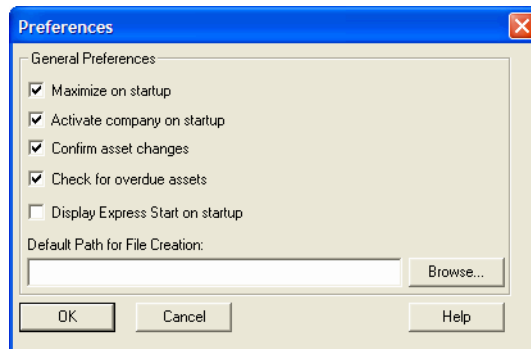 Preferences
General Preferences
Maximize on startup
Activate company on startup
Confirm asset changes
Check for overdue assets
Display Express Start on startup
Default Path for File Creation:
Browse...
OK Cancel Help